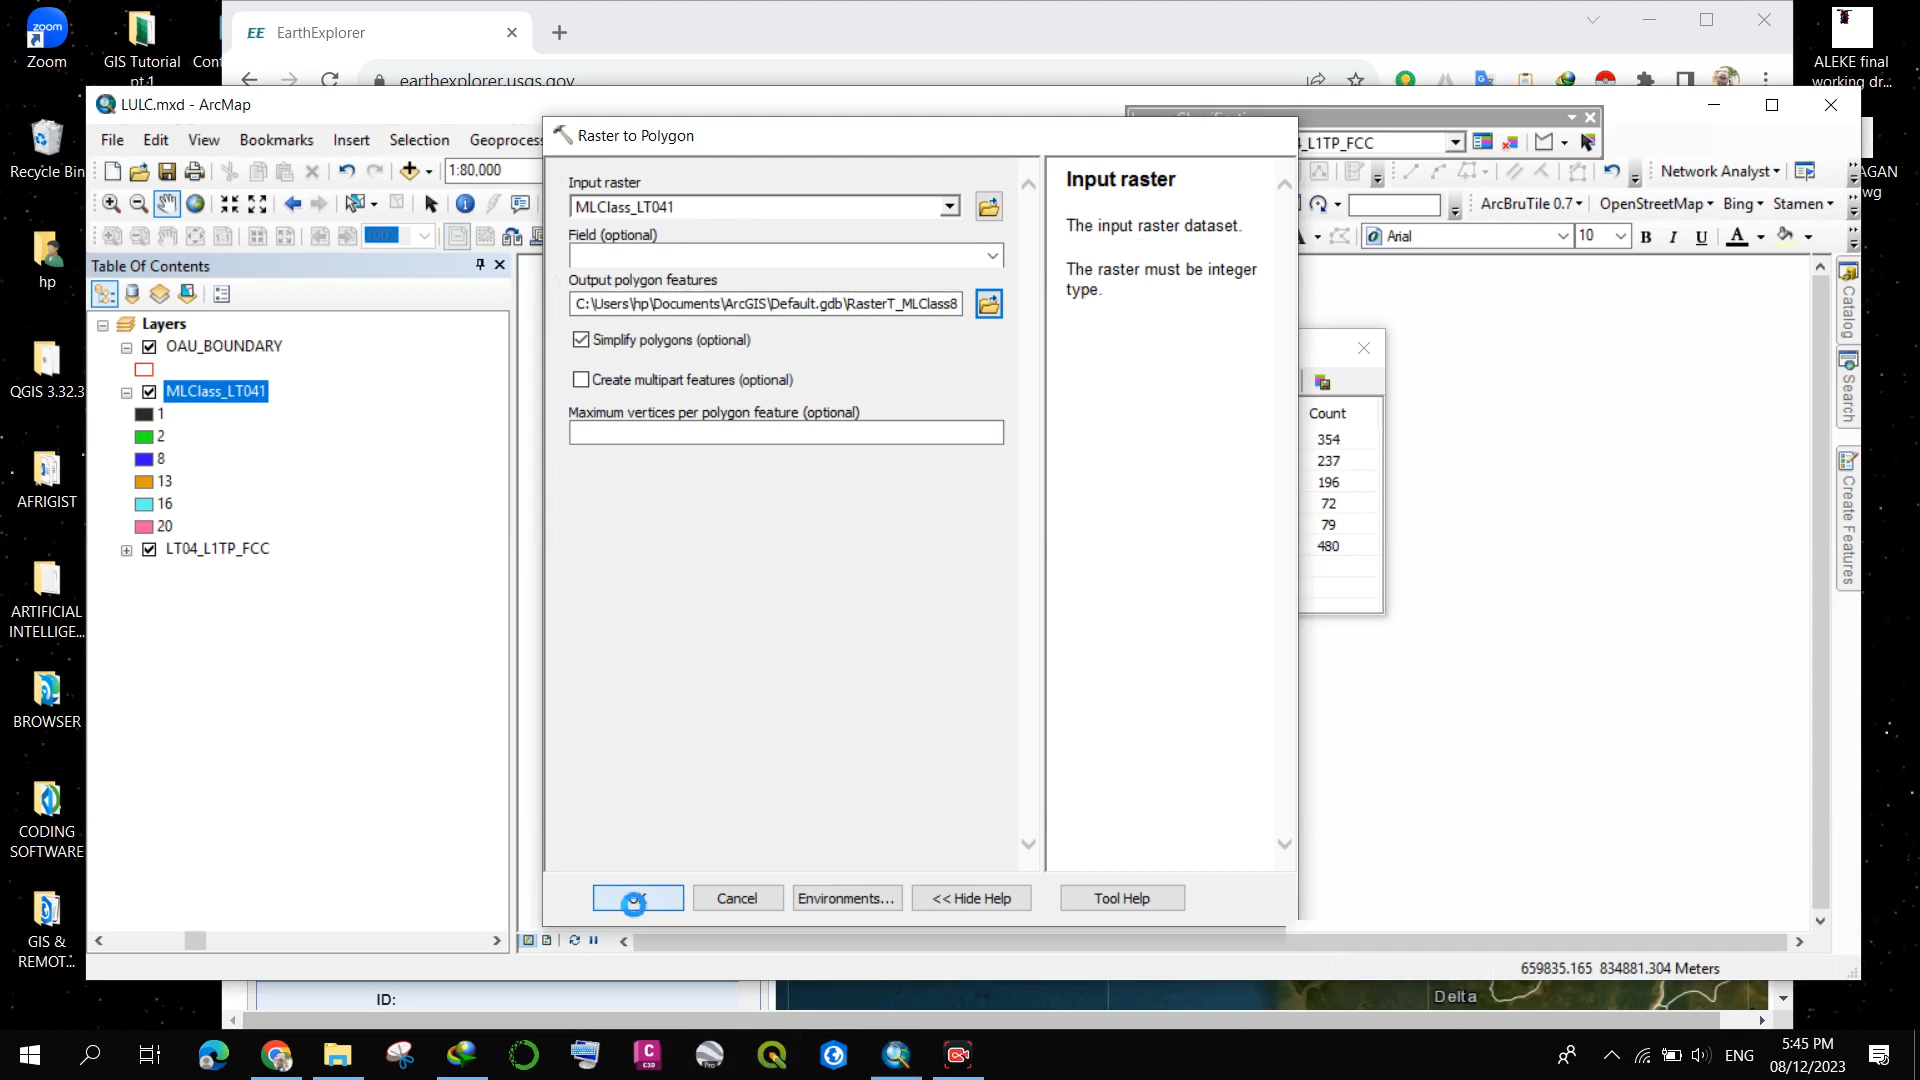 Zoom
GIS Tutorial
pt 1
Recycle Bin
hp
QGIS 3.32.3
AFRIGIST
ARTIFICIAL
INTELLIGE...
BROWSER
CODING
SOFTWARE
GIS &
REMOT...
ALEKE final
working dr...
EE EarthExplorer
earthexplorer.usgs.gov
LULC.mxd - ArcMap
File Edit View Bookmarks Insert Selection
1:80,000
L1TP_FCC
Network Analyst
ArcBruTile 0.7 OpenStreetMap Bing Stamen
Arial 10 B I U A
Table Of Contents
Layers
OAU_BOUNDARY
MLClass_LT041
1
2
8
13
16
20
LT04_L1TP_FCC
Raster to Polygon
Input raster
MLClass_LT041
Field (optional)
Output polygon features
C:\Users\hp\Documents\ArcGIS\Default.gdb\RasterT_MLClass8
Simplify polygons (optional)
Create multipart features (optional)
Maximum vertices per polygon feature (optional)
OK Cancel Environments... << Hide Help Tool Help
Input raster
The input raster dataset.
The raster must be integer
type.
Count
354
237
196
72
79
480
Catalog
Search
Create Features
659835.165 834881.304 Meters
ID:
Delta
ENG
5:45 PM
08/12/2023